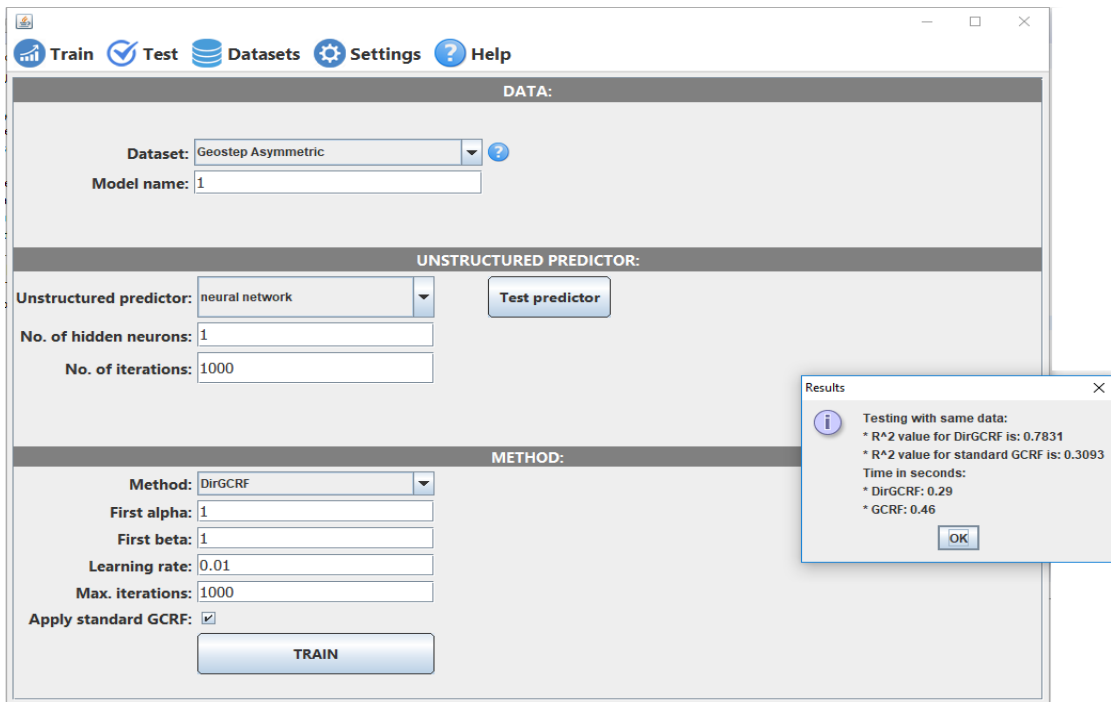 Train Test Datasets Settings Help
DATA:
Dataset: Geostep Asymmetric
Model name: 1
UNSTRUCTURED PREDICTOR:
Unstructured predictor: neural network Test predictor
No. of hidden neurons: 1
No. of iterations: 1000
METHOD:
Method: DirGCRF
First alpha: 1
First beta: 1
Learning rate: 0.01
Max. iterations: 1000
Apply standard GCRF:
TRAIN
Results
Testing with same data:
* R^2 value for DirGCRF is: 0.7831
* R^2 value for standard GCRF is: 0.3093
Time in seconds:
* DirGCRF: 0.29
* GCRF: 0.46
OK